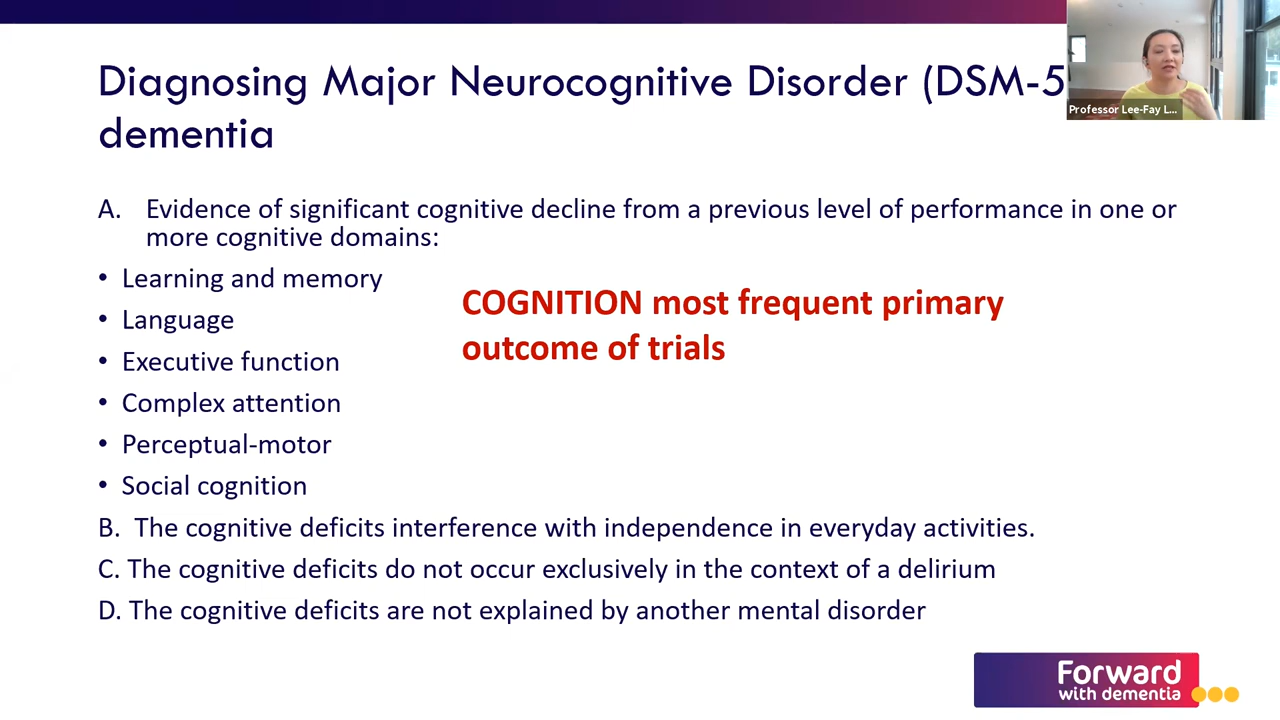 Diagnosing Major Neurocognitive Disorder (DSM-5
dementia
Professor Lee-Fay L...
A. Evidence of significant cognitive decline from a previous level of performance in one or
more cognitive domains:
• Learning and memory
• Language
• Executive function
• Complex attention
• Perceptual-motor
• Social cognition
COGNITION most frequent primary
outcome of trials
B. The cognitive deficits interference with independence in everyday activities.
C. The cognitive deficits do not occur exclusively in the context of a delirium
D. The cognitive deficits are not explained by another mental disorder
Forward
with dementia